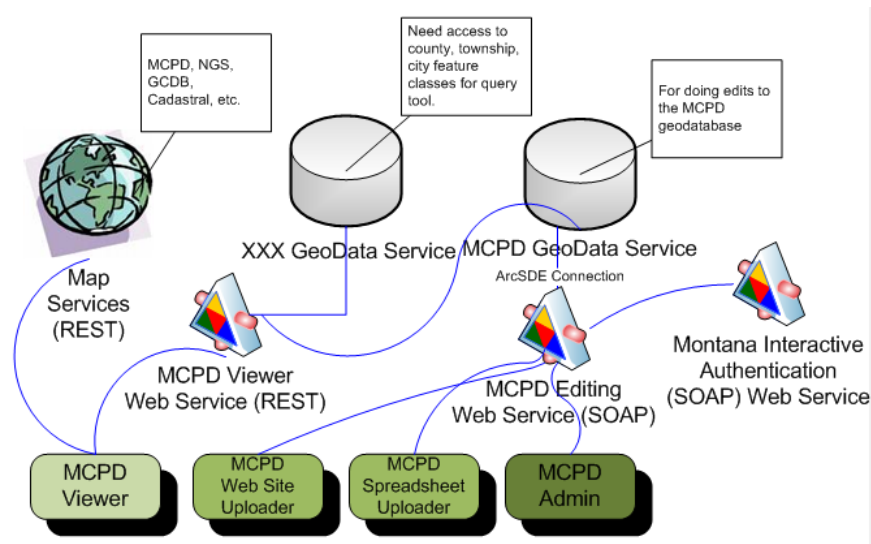 MCPD, NGS,
GCDB,
Cadastral, etc.
Need access to
county, township,
city feature
classes for query
tool.
For doing edits to
the MCPD
geodatabase
XXX GeoData Service
MCPD GeoData Service
ArcSDE Connection
Map
Services
(REST)
MCPD Viewer
Web Service (REST)
MCPD Editing
Web Service (SOAP)
Montana Interactive
Authentication
(SOAP) Web Service
MCPD
Viewer
MCPD
Web Site
Uploader
MCPD
Spreadsheet
Uploader
MCPD
Admin